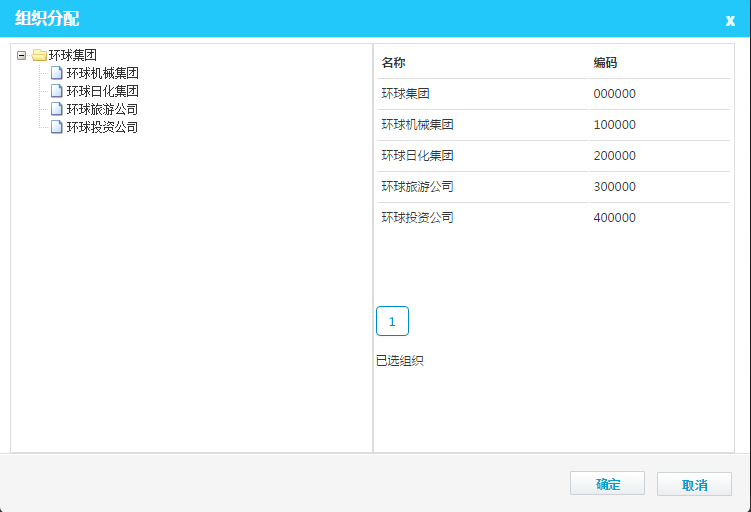 组织分配
x
环球集团
环球机械集团
环球日化集团
环球旅游公司
环球投资公司
名称 编码
环球集团 000000
环球机械集团 100000
环球日化集团 200000
环球旅游公司 300000
环球投资公司 400000
1
已选组织
确定 取消